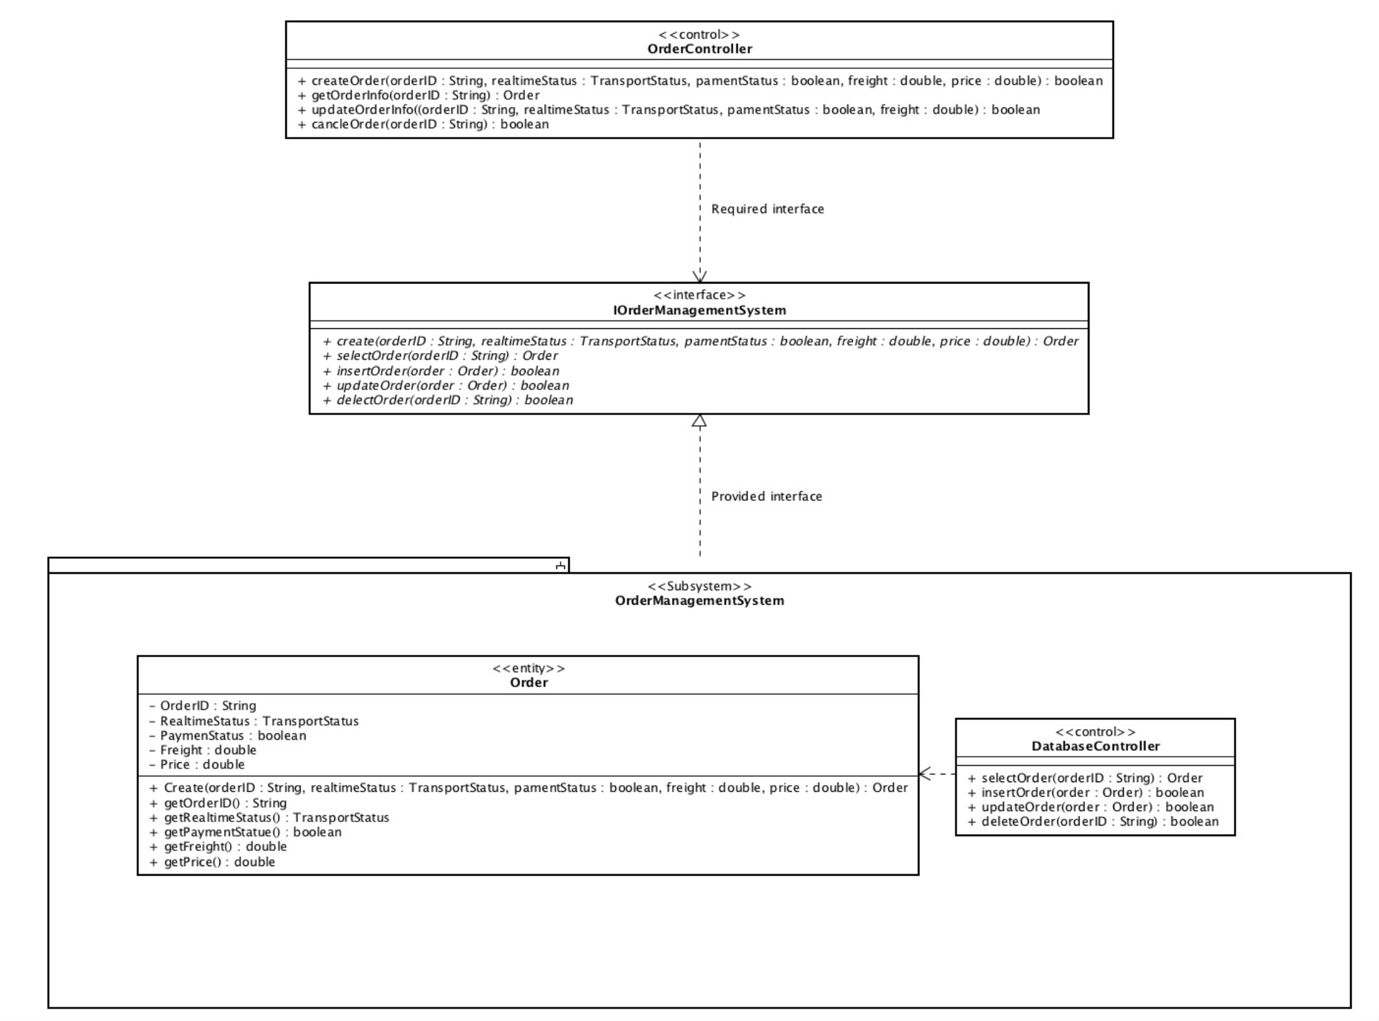 <<control>>
OrderController
+ createOrder(orderID : String, realtimeStatus : TransportStatus, pamentStatus : boolean, freight : double, price : double) : boolean
+ getOrderInfo(orderID : String) : Order
+ updateOrderInfo((orderID : String, realtimeStatus : TransportStatus, pamentStatus : boolean, freight : double) : boolean
+ cancleOrder(orderID : String) : boolean
Required interface
<<interface>>
IOrderManagementSystem
+ create(orderID : String, realtimeStatus : TransportStatus, pamentStatus : boolean, freight : double, price : double) : Order
+ selectOrder(orderID : String) : Order
+ insertOrder(order : Order) : boolean
+ updateOrder(order : Order) : boolean
+ delectOrder(orderID : String) : boolean
Provided interface
<<Subsystem>>
OrderManagementSystem
<<entity>>
Order
- OrderID : String
- RealtimeStatus : TransportStatus
- PaymenStatus : boolean
- Freight : double
- Price : double
+ Create(orderID : String, realtimeStatus : TransportStatus, pamentStatus : boolean, freight : double, price : double) : Order
+ getOrderID() : String
+ getRealtimeStatus() : TransportStatus
+ getPaymentStatue() : boolean
+ getFreight() : double
+ getPrice() : double
<<control>>
DatabaseController
+ selectOrder(orderID : String) : Order
+ insertOrder(order : Order) : boolean
+ updateOrder(order : Order) : boolean
+ deleteOrder(orderID : String) : boolean